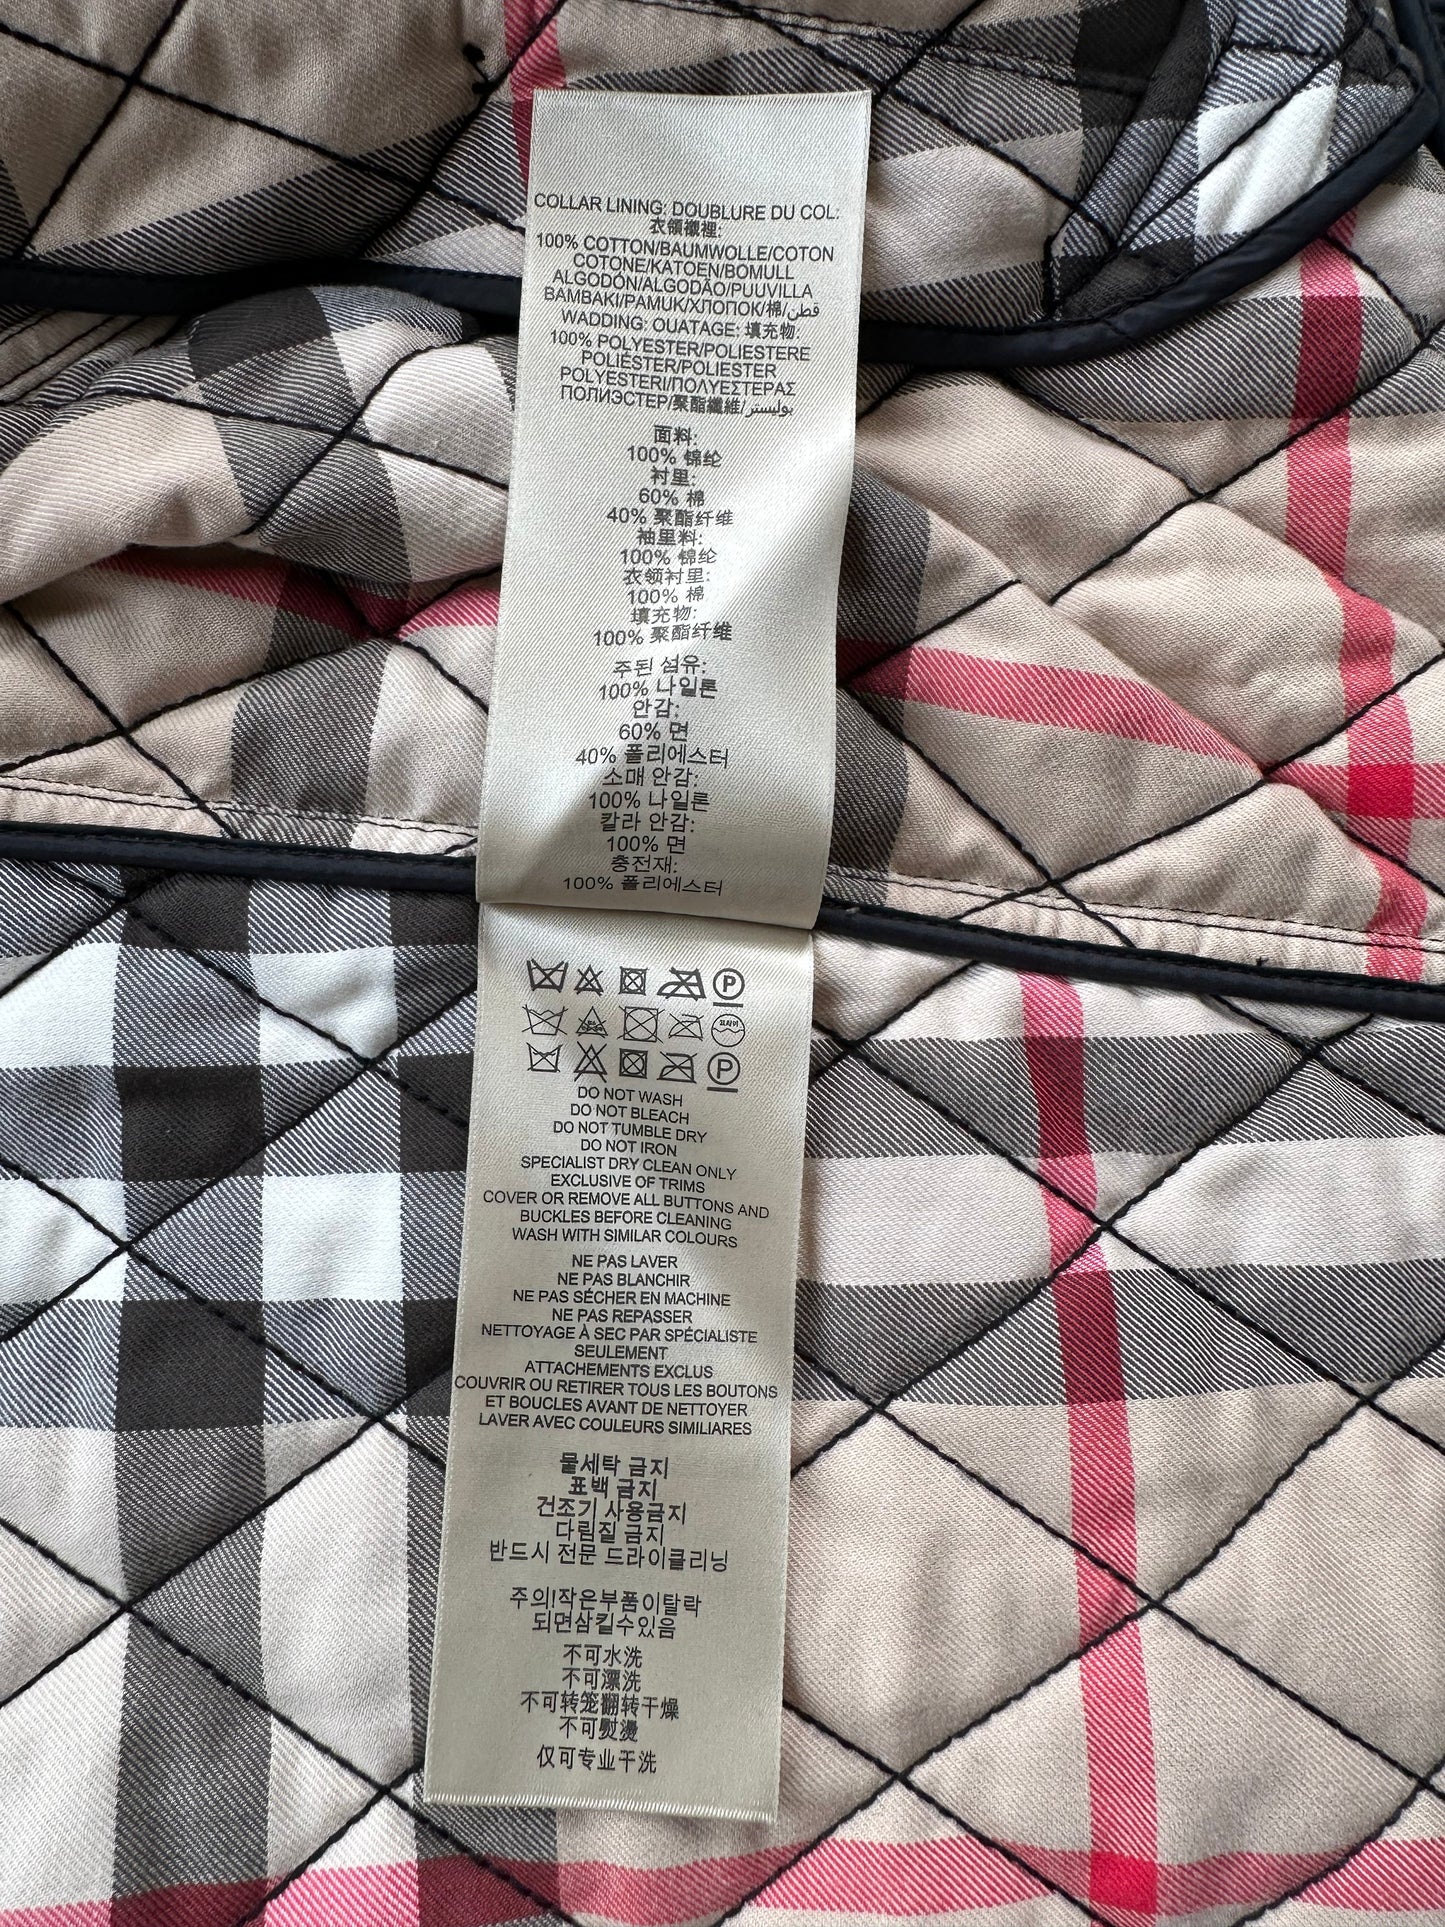 COLLAR LINING: DOUBLURE DU COL:
衣領襯裡:
100% COTTON/BAUMWOLLE/COTON
COTONE/KATOEN/BOMULL
ALGODÓN/ALGODÃO/PUUVILLA
BAMBAKI/PAMUK/ХЛОПОК/棉/قطن
WADDING: OUATAGE: 填充物:
100% POLYESTER/POLIESTERE
POLIÉSTER/POLIESTER
POLYESTERI/ΠΟΛΥΕΣΤΕΡΑΣ
ПОЛИЭСТЕР/聚酯纖維/بوليستر
面料:
100% 锦纶
衬里:
60% 棉
40% 聚酯纤维
袖里料:
100% 锦纶
衣领衬里:
100% 棉
填充物:
100% 聚酯纤维
주된 섬유:
100% 나일론
안감:
60% 면
40% 폴리에스터
소매 안감:
100% 나일론
칼라 안감:
100% 면
충전재:
100% 폴리에스터
P
P
DO NOT WASH
DO NOT BLEACH
DO NOT TUMBLE DRY
DO NOT IRON
SPECIALIST DRY CLEAN ONLY
EXCLUSIVE OF TRIMS
COVER OR REMOVE ALL BUTTONS AND
BUCKLES BEFORE CLEANING
WASH WITH SIMILAR COLOURS
NE PAS LAVER
NE PAS BLANCHIR
NE PAS SÉCHER EN MACHINE
NE PAS REPASSER
NETTOYAGE À SEC PAR SPÉCIALISTE
SEULEMENT
ATTACHEMENTS EXCLUS
COUVRIR OU RETIRER TOUS LES BOUTONS
ET BOUCLES AVANT DE NETTOYER
LAVER AVEC COULEURS SIMILIARES
물세탁 금지
표백 금지
건조기 사용금지
다림질 금지
반드시 전문 드라이클리닝
주의!작은부품이탈락
되면삼킬수있음
不可水洗
不可漂洗
不可转笼翻转干燥
不可熨烫
仅可专业干洗